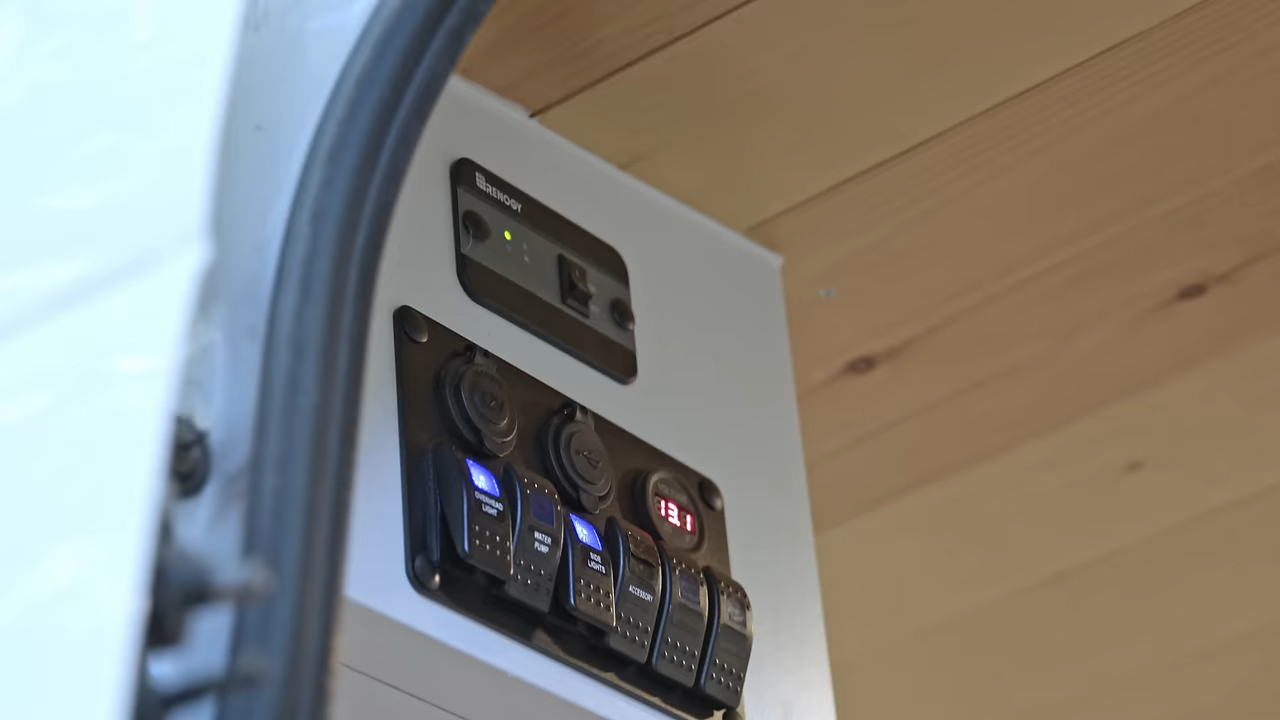 RENOGY
13.1
OVERHEAD
LIGHT
WATER
PUMP
SIDE
LIGHTS
ACCESSORY